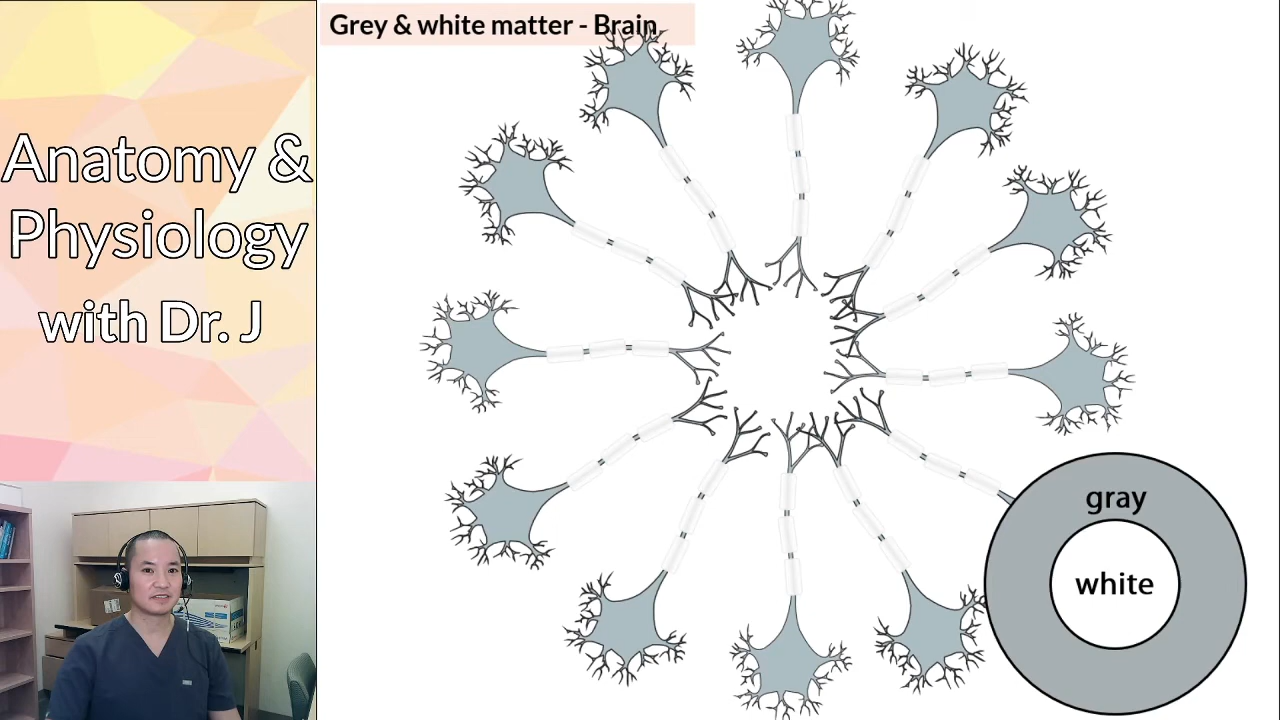 Grey & white matter - Brain
Anatomy &
Physiology
with Dr. J
gray
white